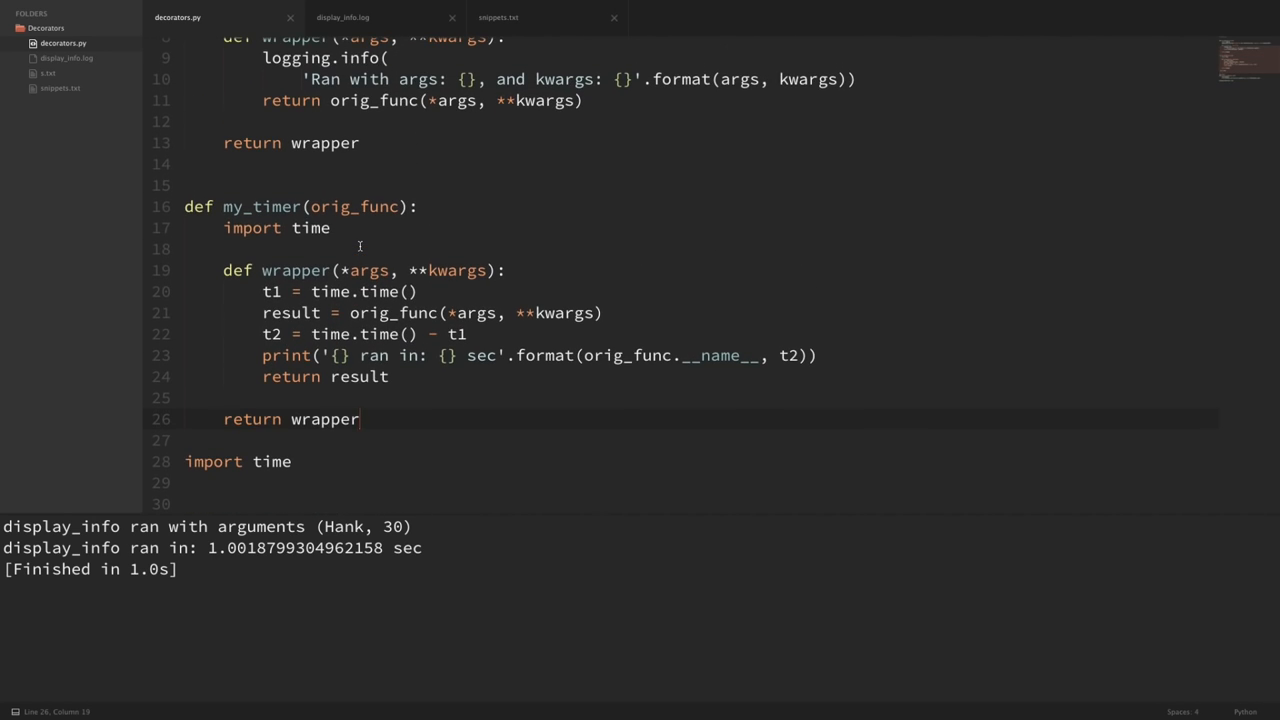 FOLDERS
Decorators
decorators.py
display_info.log
s.txt
snippets.txt
decorators.py
display_info.log
snippets.txt
8 def wrapper(*args, **kwargs):
9 logging.info(
10 'Ran with args: {}, and kwargs: {}'.format(args, kwargs))
11 return orig_func(*args, **kwargs)
12
13 return wrapper
14
15
16 def my_timer(orig_func):
17 import time
18
19 def wrapper(*args, **kwargs):
20 t1 = time.time()
21 result = orig_func(*args, **kwargs)
22 t2 = time.time() - t1
23 print('{} ran in: {} sec'.format(orig_func.__name__, t2))
24 return result
25
26 return wrapper
27
28 import time
29
30
display_info ran with arguments (Hank, 30)
display_info ran in: 1.0018799304962158 sec
[Finished in 1.0s]
Line 26, Column 19
Spaces: 4
Python